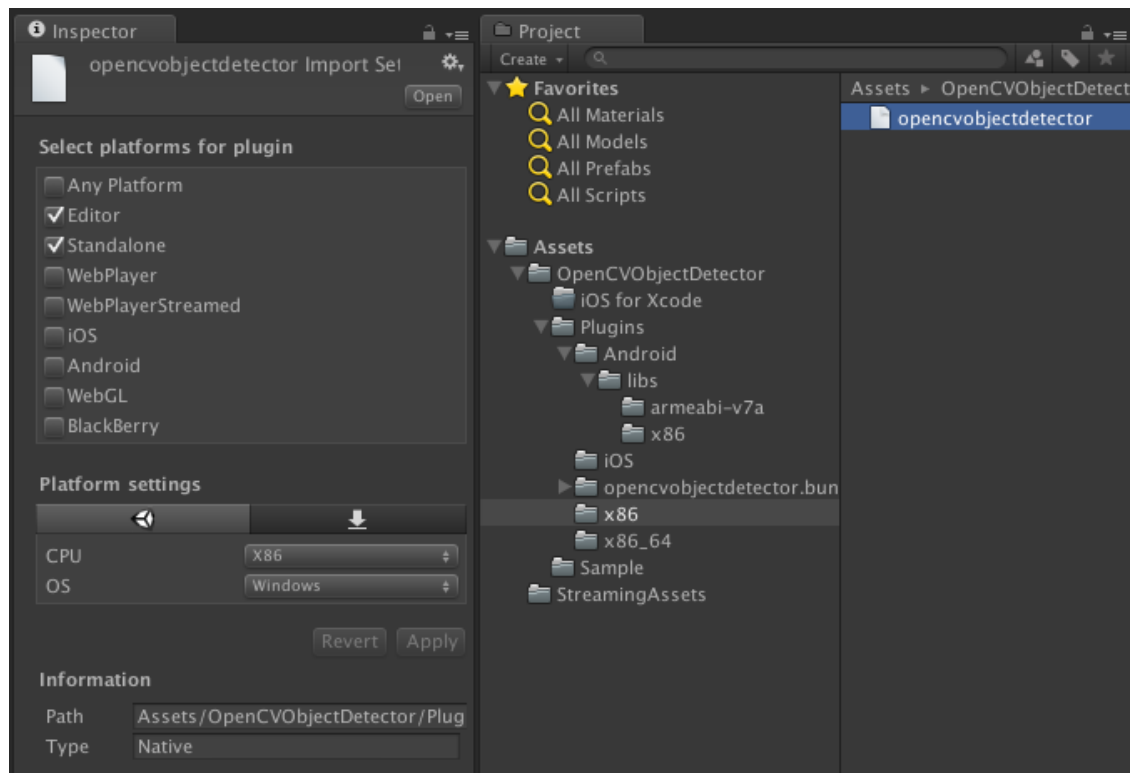 Inspector
opencvobjectdetector Import Set
Open
Select platforms for plugin
Any Platform
Editor
Standalone
WebPlayer
WebPlayerStreamed
iOS
Android
WebGL
BlackBerry
Platform settings
CPU X86
OS Windows
Revert Apply
Information
Path Assets/OpenCVObjectDetector/Plug
Type Native
Project
Create
Favorites
All Materials
All Models
All Prefabs
All Scripts
Assets
OpenCVObjectDetector
iOS for Xcode
Plugins
Android
libs
armeabi-v7a
x86
iOS
opencvobjectdetector.bun
x86
x86_64
Sample
StreamingAssets
Assets ▸ OpenCVObjectDetect
opencvobjectdetector